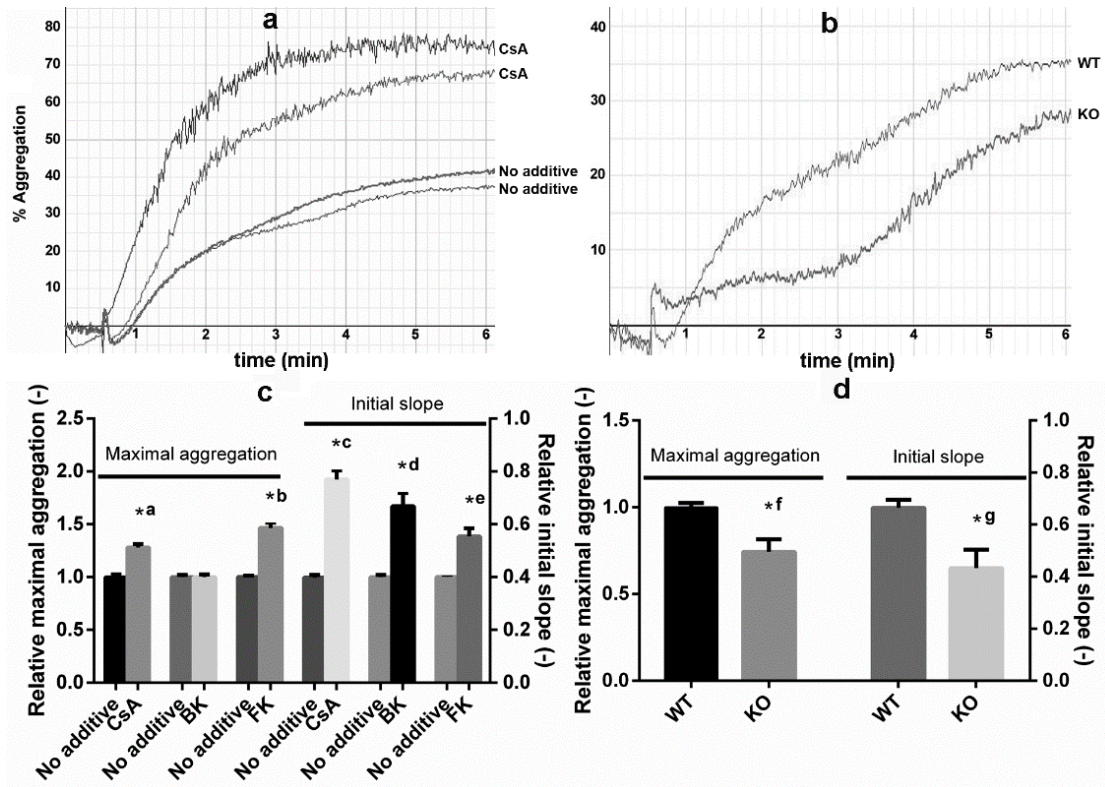 a
80
70
60
50
40
30
20
10
% Aggregation
CsA
CsA
No additive
No additive
1 2 3 4 5 6
time (min)
b
40
30
20
10
WT
KO
1 2 3 4 5 6
time (min)
c
Relative maximal aggregation (-)
2.5
2.0
1.5
1.0
0.5
0.0
Maximal aggregation
Initial slope
*a
*b
*c
*d
*e
1.0
0.8
0.6
0.4
0.2
0.0
Relative initial slope (-)
No additive
CsA
No additive
BK
No additive
FK
No additive
CsA
No additive
BK
No additive
FK
d
Relative maximal aggregation (-)
1.5
1.0
0.5
0.0
Maximal aggregation
Initial slope
*f
*g
1.0
0.8
0.6
0.4
0.2
0.0
Relative initial slope (-)
WT
KO
WT
KO